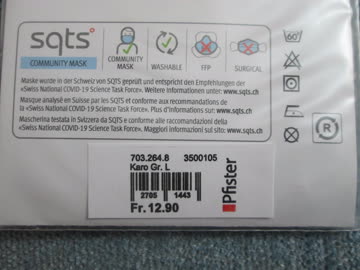 sqts°
COMMUNITY MASK
COMMUNITY MASK
WASHABLE
FFP
SURGICAL
60
Maske wurde in der Schweiz von SQTS geprüft und entspricht den Empfehlungen der
«Swiss National COVID-19 Science Task Force». Weitere Informationen unter: www.sqts.ch
Masque analysé en Suisse par les SQTS et conforme aux recommandations de
la «Swiss National COVID-19 Science Task Force». Plus d'informations sur: www.sqts.ch
Mascherina testata in Svizzera da SQTS e conforme alle raccomandazioni della
«Swiss National COVID-19 Science Task Force». Maggiori informazioni sul sito: www.sqts.ch
R
703.264.8 3500105
Karo Gr. L
2705 1443
Fr. 12.90
Pfister